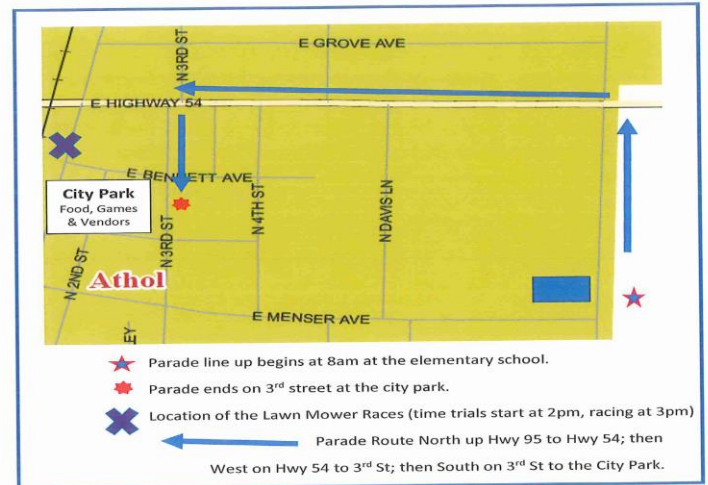 E GROVE AVE
N 3RD ST
E HIGHWAY 54
E BENNETT AVE
City Park
Food, Games
& Vendors
N 2ND ST
N 3RD ST
N 4TH ST
N DAVIS LN
Athol
E MENSER AVE
LEY
Parade line up begins at 8am at the elementary school.
Parade ends on 3rd street at the city park.
Location of the Lawn Mower Races (time trials start at 2pm, racing at 3pm)
Parade Route North up Hwy 95 to Hwy 54; then
West on Hwy 54 to 3rd St; then South on 3rd St to the City Park.